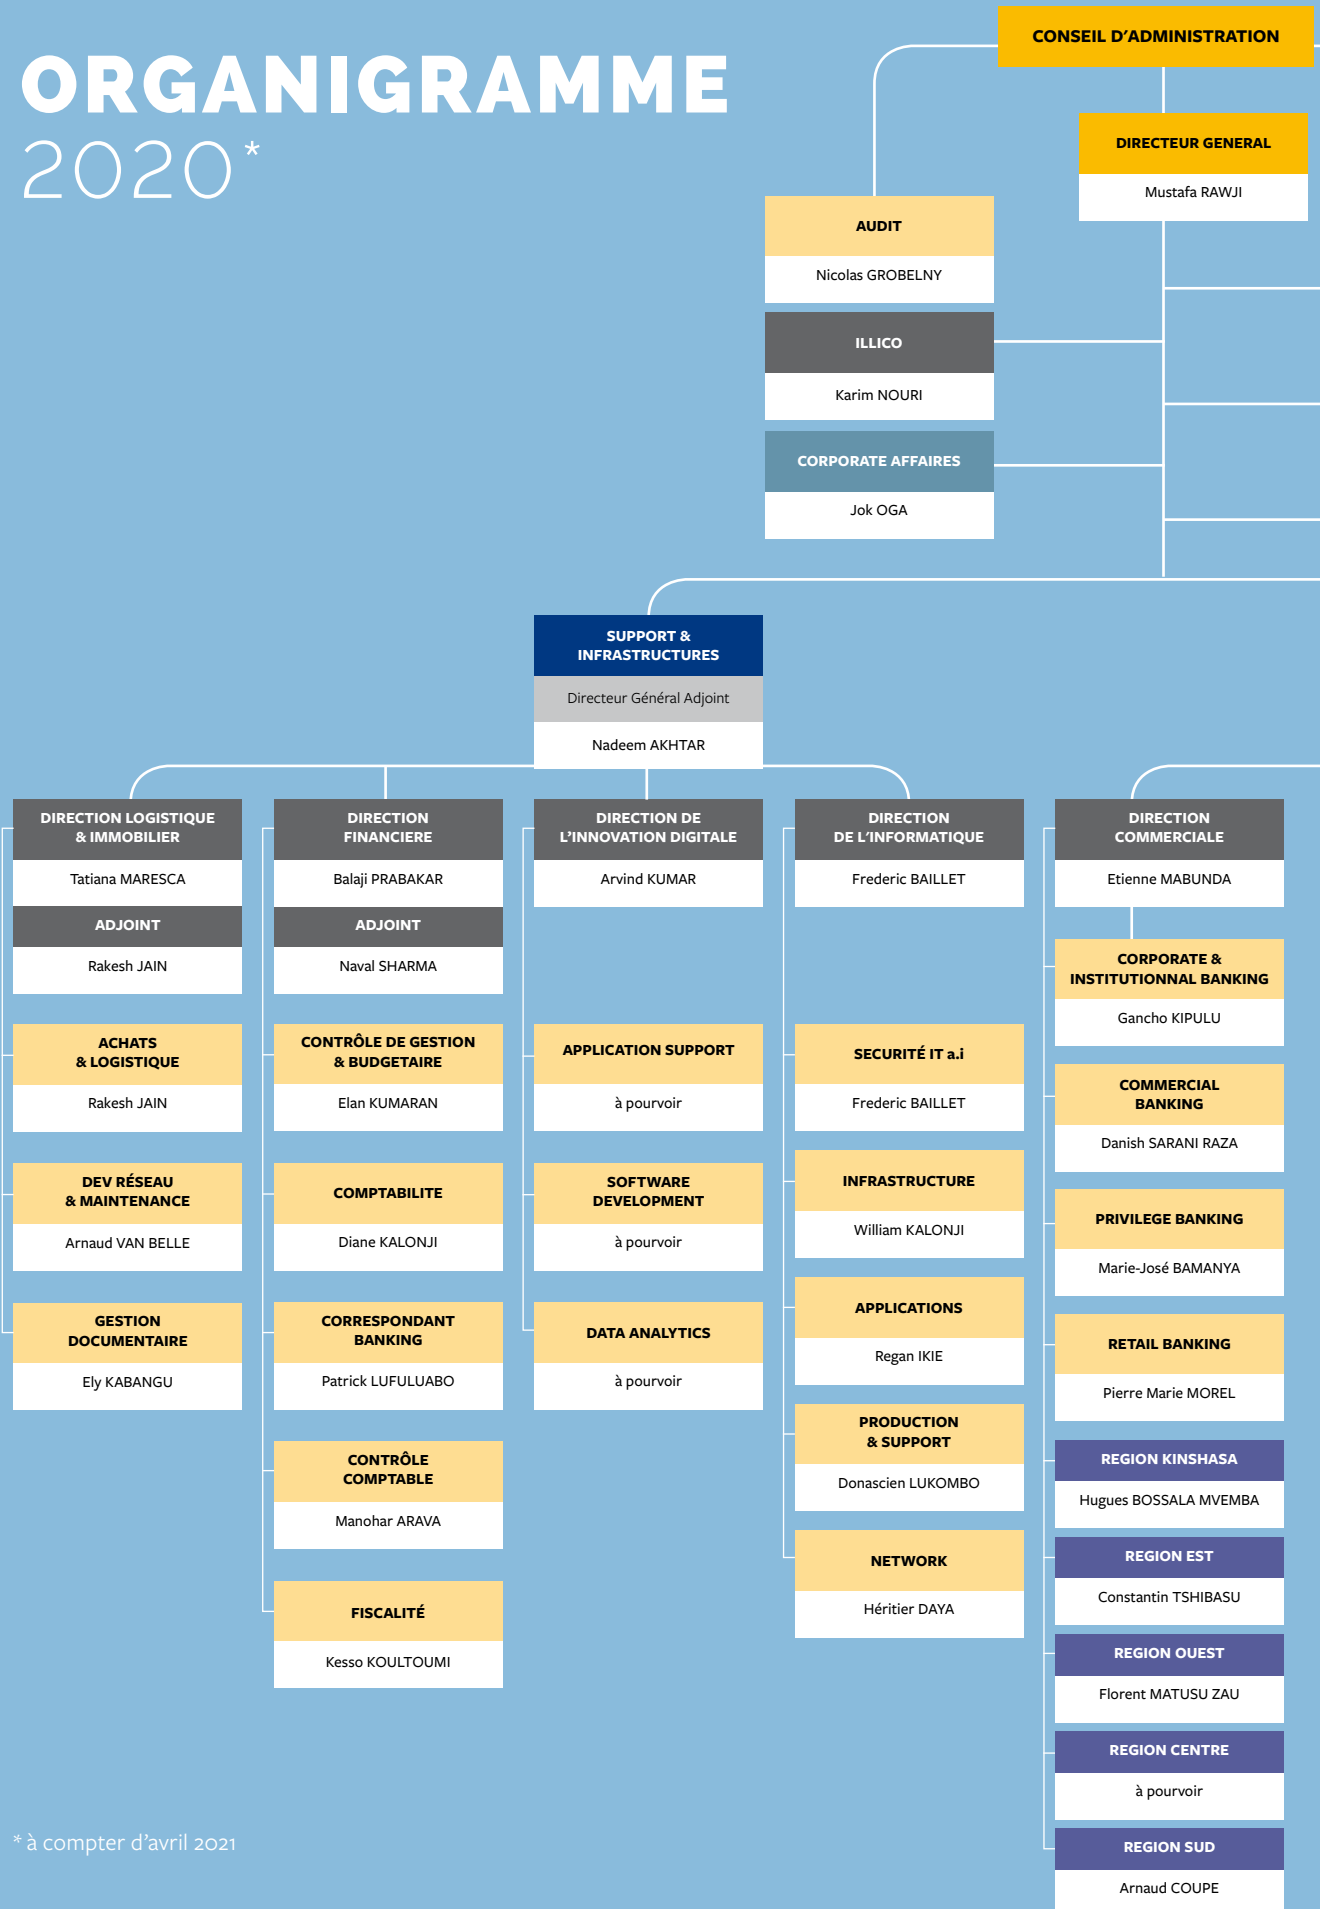 ORGANIGRAMME
2020*
CONSEIL D'ADMINISTRATION
DIRECTEUR GENERAL
Mustafa RAWJI
AUDIT
Nicolas GROBELNY
ILLICO
Karim NOURI
CORPORATE AFFAIRES
Jok OGA
SUPPORT &
INFRASTRUCTURES
Directeur Général Adjoint
Nadeem AKHTAR
DIRECTION LOGISTIQUE
& IMMOBILIER
Tatiana MARESCA
ADJOINT
Rakesh JAIN
ACHATS
& LOGISTIQUE
Rakesh JAIN
DEV RÉSEAU
& MAINTENANCE
Arnaud VAN BELLE
GESTION
DOCUMENTAIRE
Ely KABANGU
DIRECTION
FINANCIERE
Balaji PRABAKAR
ADJOINT
Naval SHARMA
CONTRÔLE DE GESTION
& BUDGETAIRE
Elan KUMARAN
COMPTABILITE
Diane KALONJI
CORRESPONDANT
BANKING
Patrick LUFULUABO
CONTRÔLE
COMPTABLE
Manohar ARAVA
FISCALITÉ
Kesso KOULTOUMI
DIRECTION DE
L'INNOVATION DIGITALE
Arvind KUMAR
APPLICATION SUPPORT
à pourvoir
SOFTWARE
DEVELOPMENT
à pourvoir
DATA ANALYTICS
à pourvoir
DIRECTION
DE L'INFORMATIQUE
Frederic BAILLET
SECURITÉ IT a.i
Frederic BAILLET
INFRASTRUCTURE
William KALONJI
APPLICATIONS
Regan IKIE
PRODUCTION
& SUPPORT
Donascien LUKOMBO
NETWORK
Héritier DAYA
DIRECTION
COMMERCIALE
Etienne MABUNDA
CORPORATE &
INSTITUTIONNAL BANKING
Gancho KIPULU
COMMERCIAL
BANKING
Danish SARANI RAZA
PRIVILEGE BANKING
Marie-José BAMANYA
RETAIL BANKING
Pierre Marie MOREL
REGION KINSHASA
Hugues BOSSALA MVEMBA
REGION EST
Constantin TSHIBASU
REGION OUEST
Florent MATUSU ZAU
REGION CENTRE
à pourvoir
REGION SUD
Arnaud COUPE
* à compter d'avril 2021